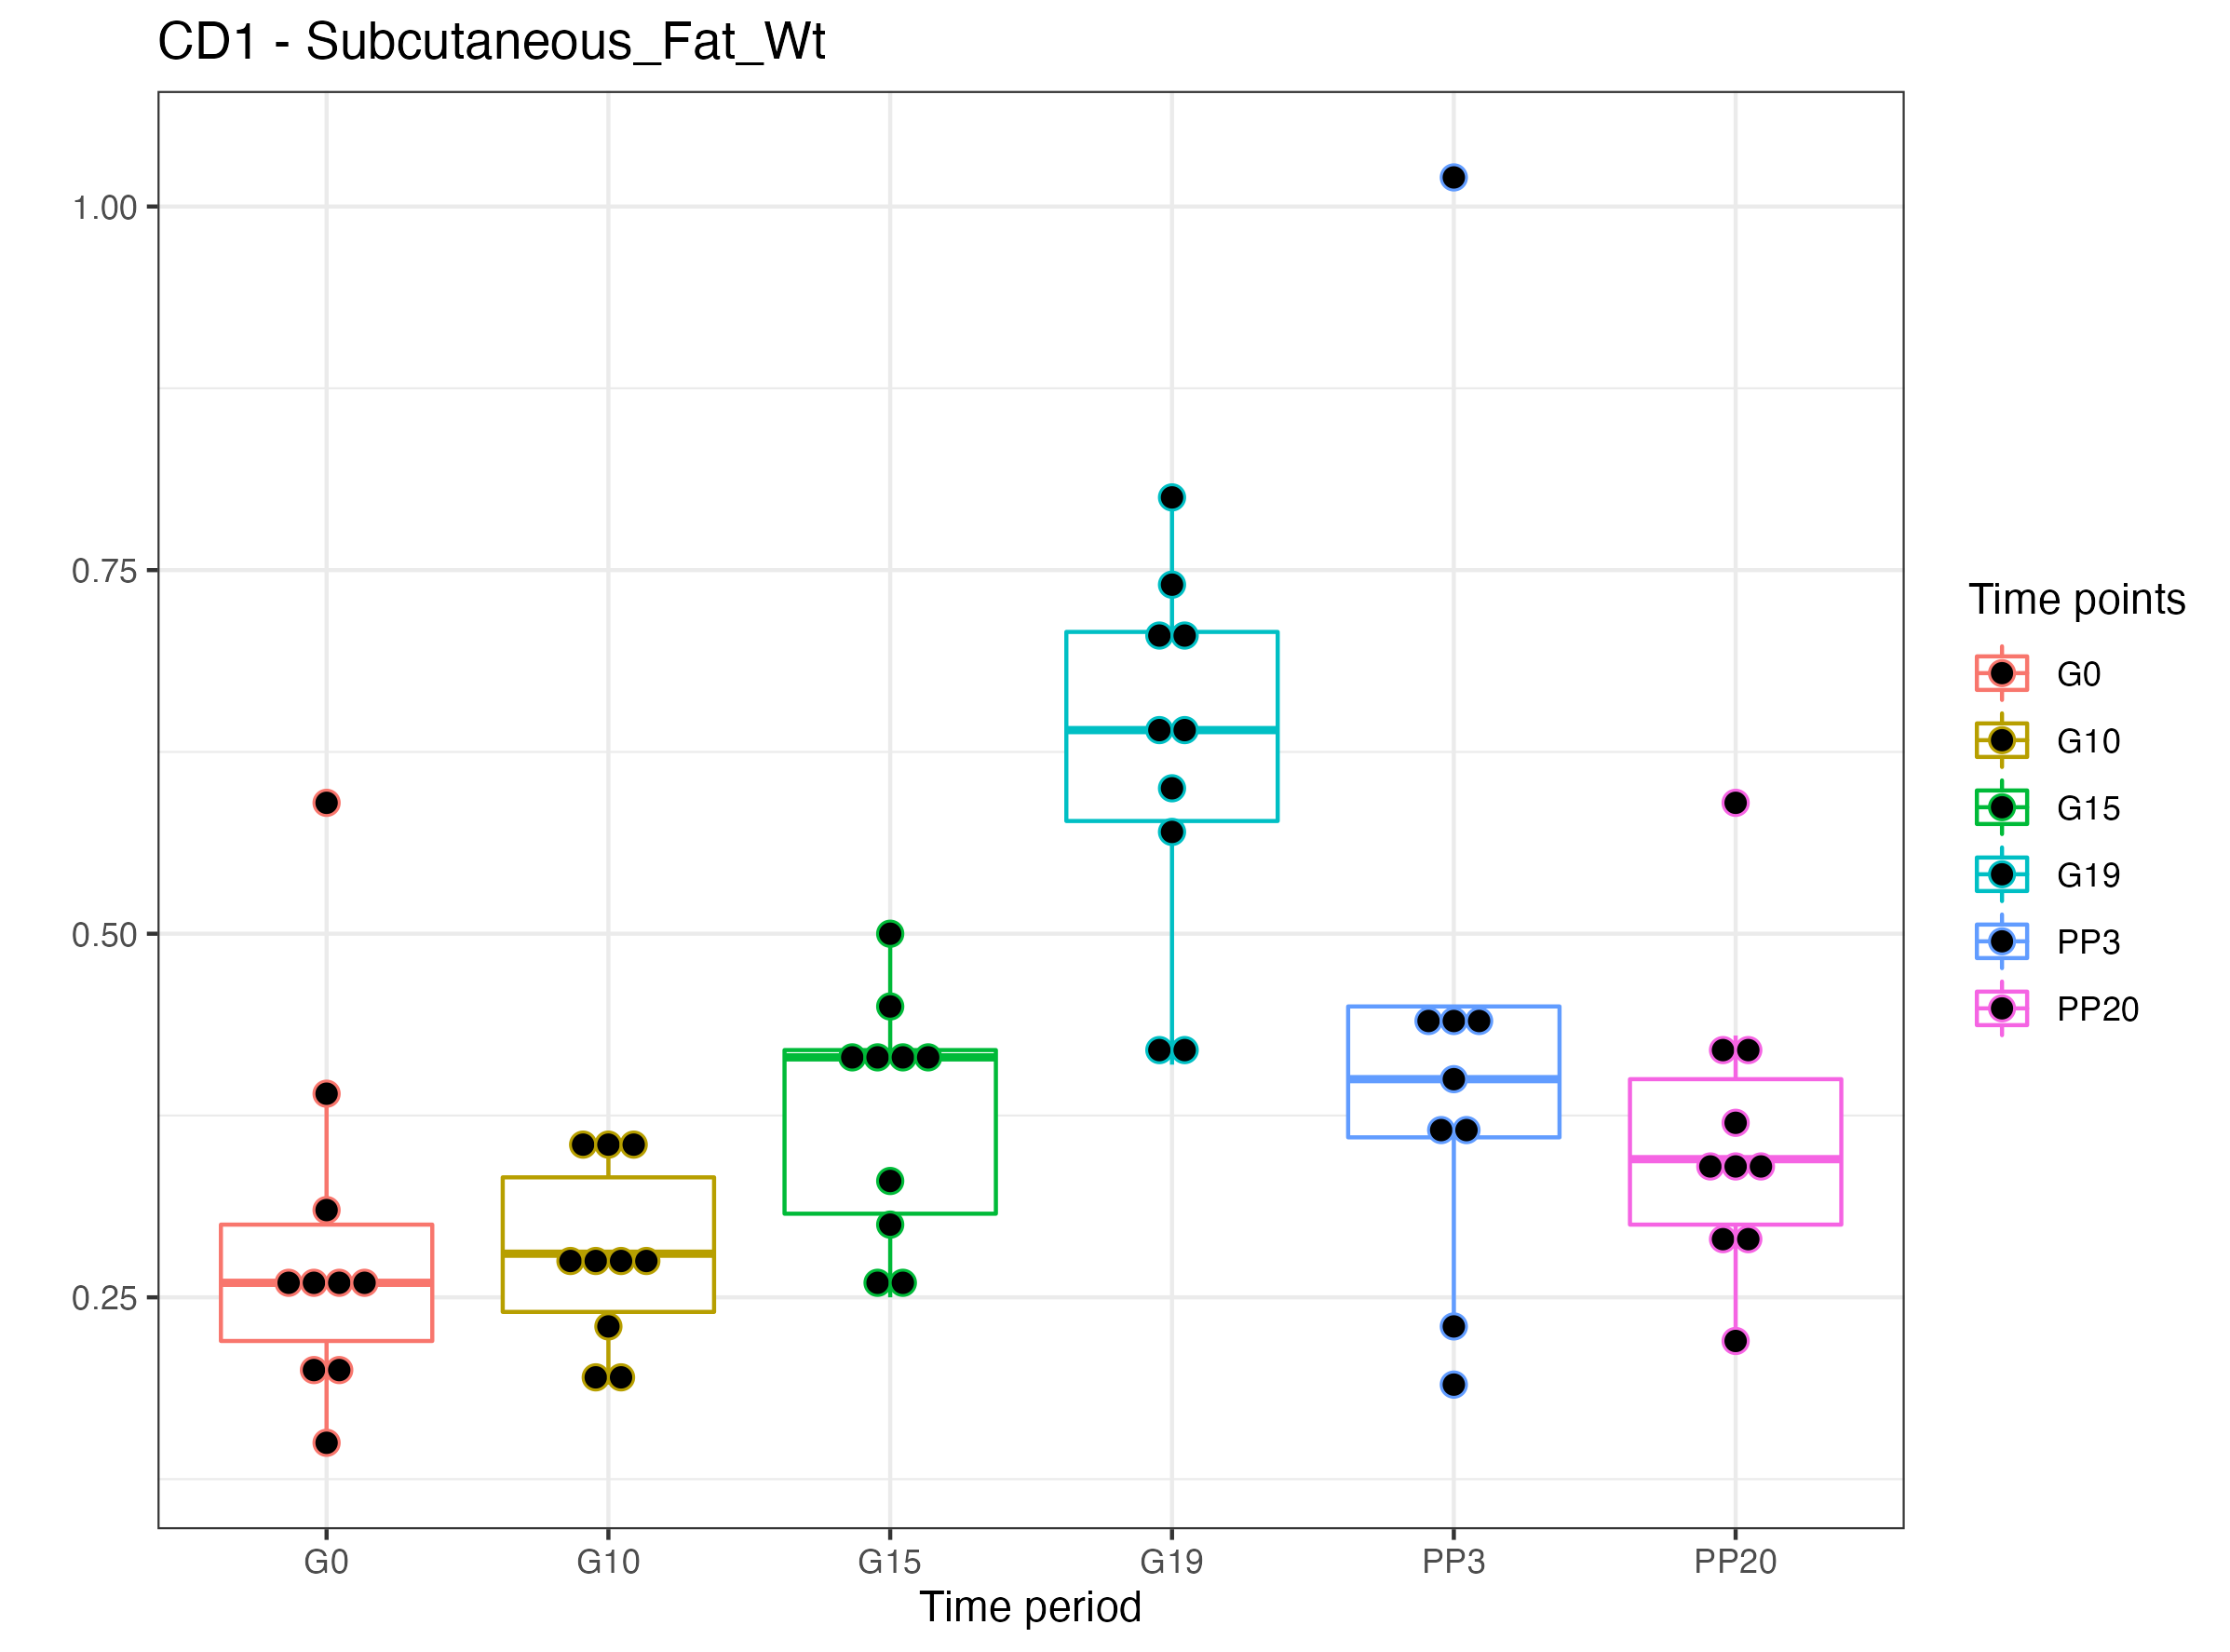 CD1 - Subcutaneous_Fat_Wt
1.00
0.75
0.50
0.25
G0 G10 G15 G19 PP3 PP20
Time period
Time points
G0
G10
G15
G19
PP3
PP20